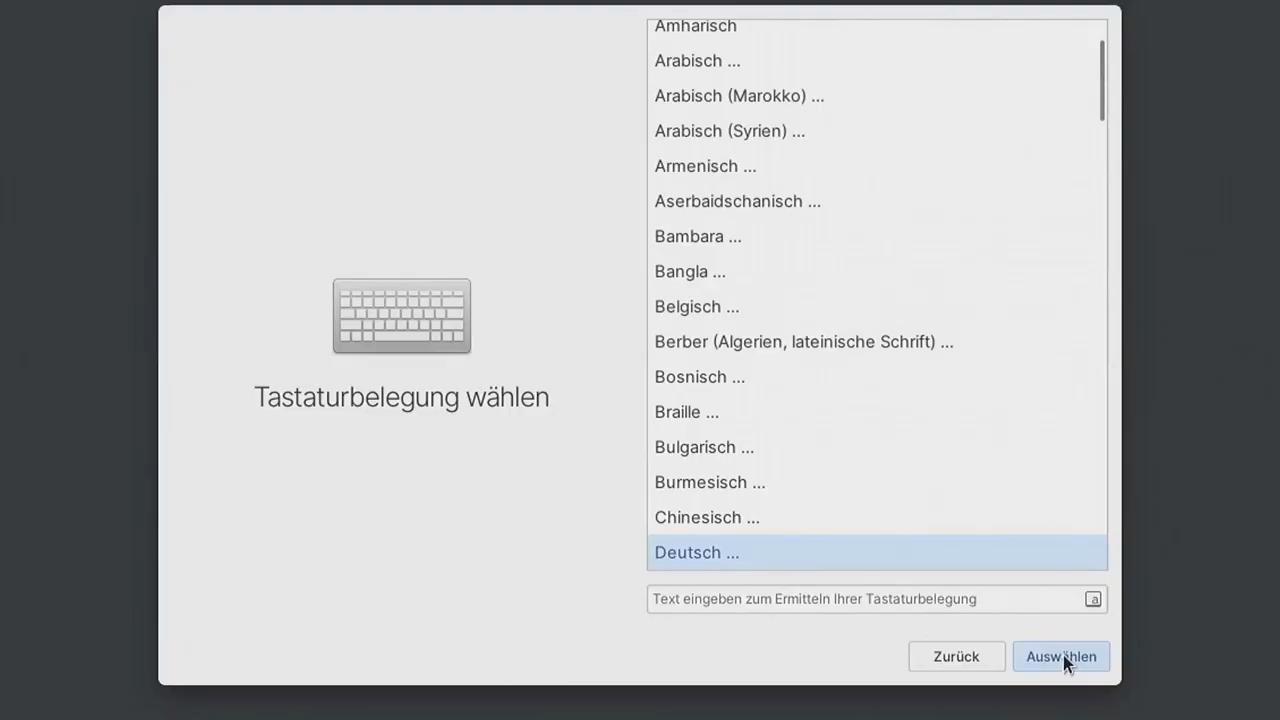 Amharisch
Arabisch ...
Arabisch (Marokko) ...
Arabisch (Syrien) ...
Armenisch ...
Aserbaidschanisch ...
Bambara ...
Bangla ...
Belgisch ...
Berber (Algerien, lateinische Schrift) ...
Bosnisch ...
Braille ...
Bulgarisch ...
Burmesisch ...
Chinesisch ...
Deutsch ...
Tastaturbelegung wählen
Text eingeben zum Ermitteln Ihrer Tastaturbelegung
a
Zurück
Auswählen